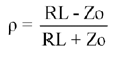 ρ = RL - Zo / RL + Zo